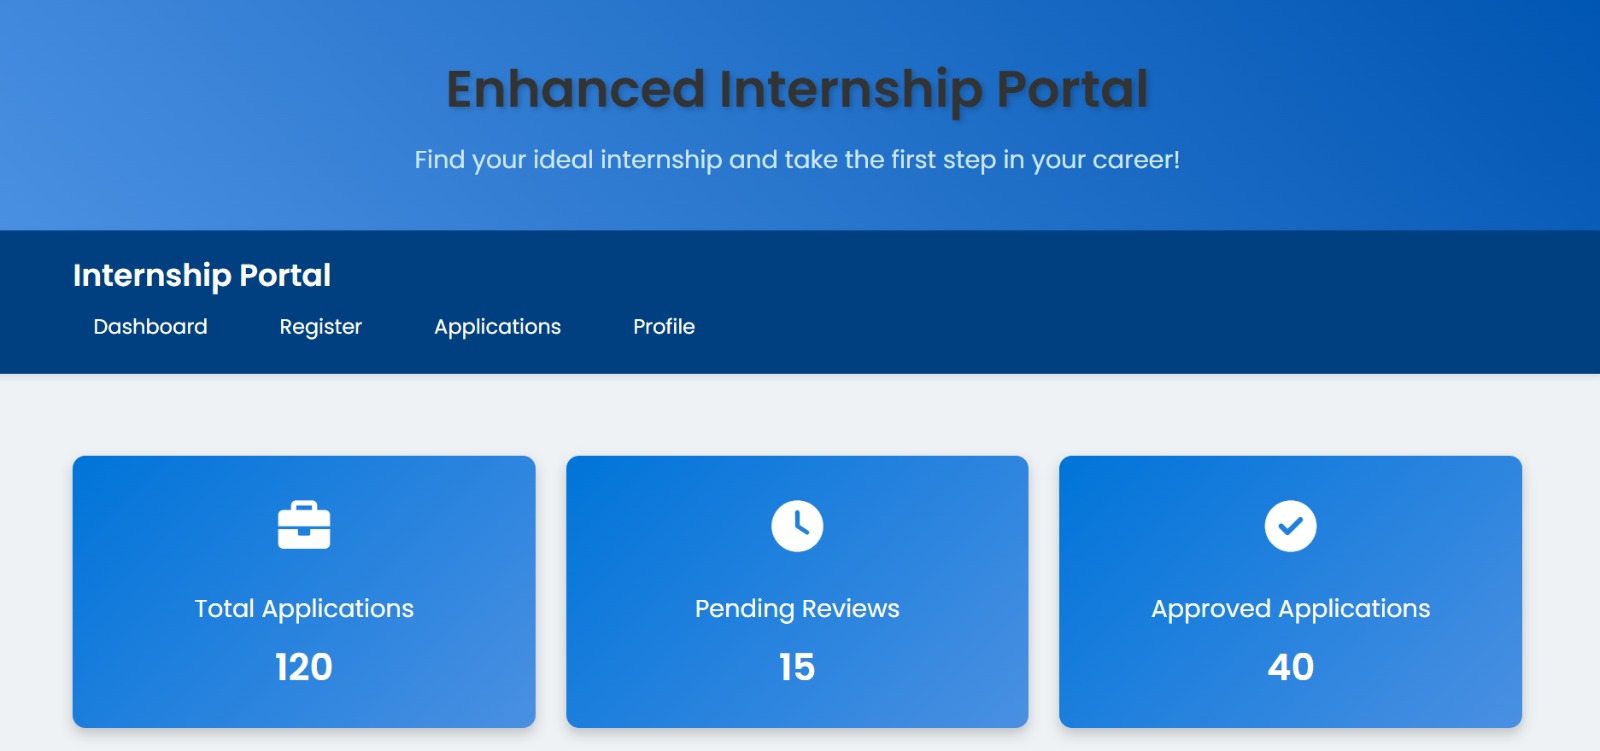 Enhanced Internship Portal
Find your ideal internship and take the first step in your career!
Internship Portal
Dashboard Register Applications Profile
Total Applications
120
Pending Reviews
15
Approved Applications
40